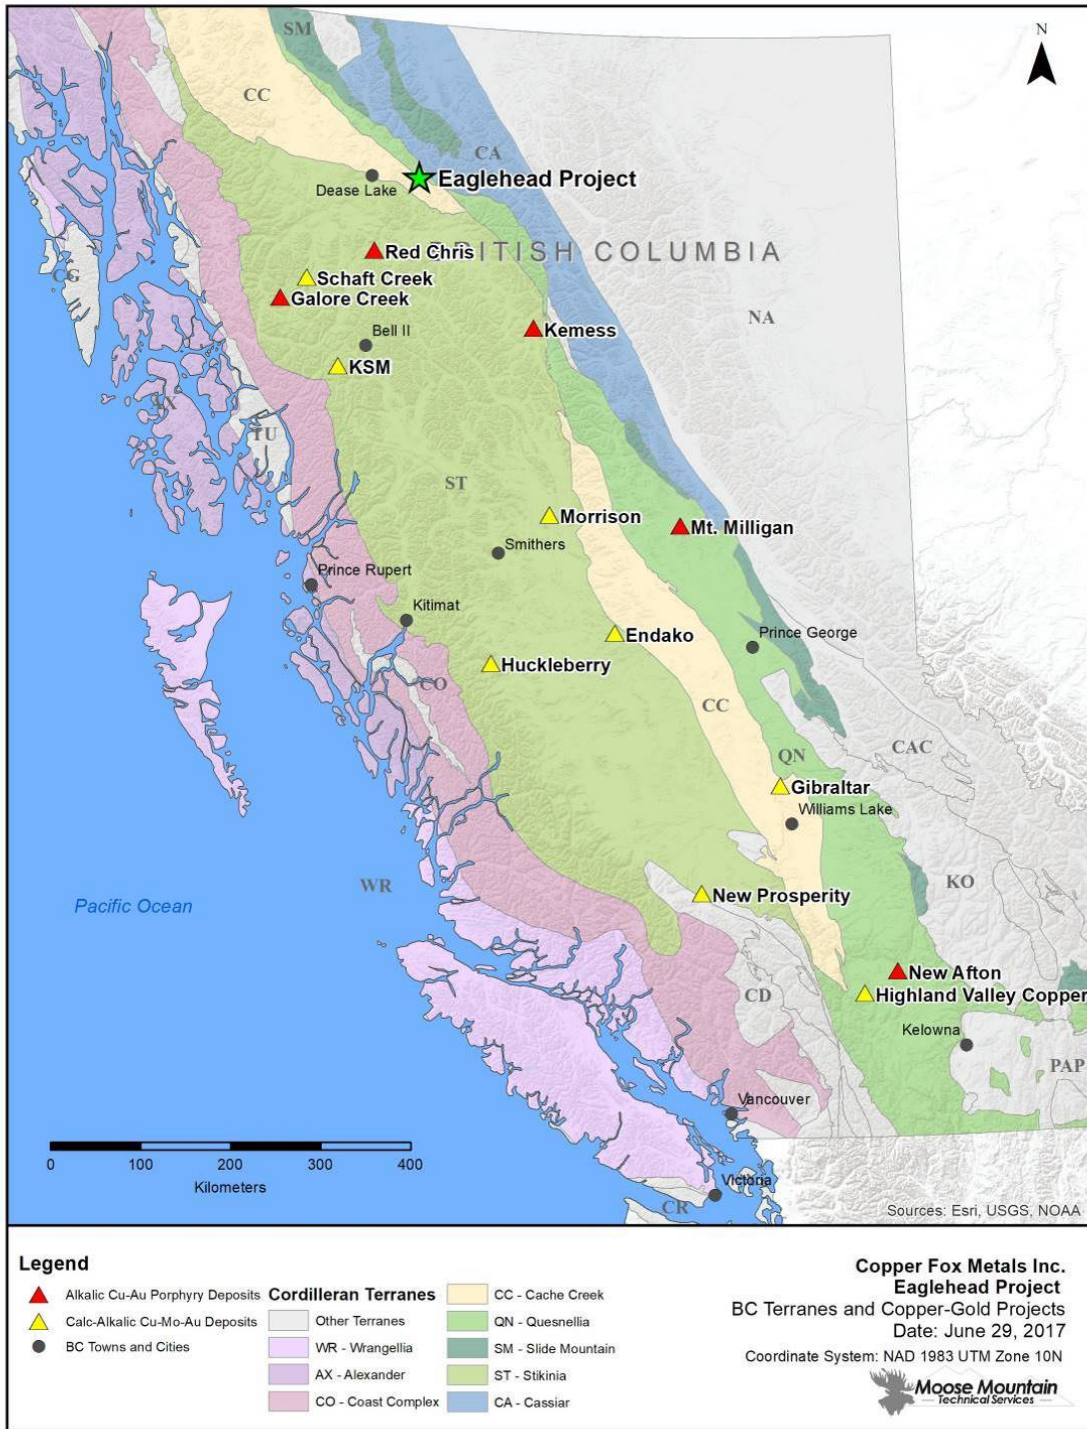 SM
N
CC
CA
Eaglehead Project
Dease Lake
Red Chris
BRITISH COLUMBIA
CG
Schaft Creek
Galore Creek
NA
Kemess
Bell II
KSM
AX
YU
ST
Morrison
Mt. Milligan
Smithers
Prince Rupert
Kitimat
Endako
Prince George
Huckleberry
CO
CC
CAC
QN
Gibraltar
Williams Lake
WR
KO
New Prosperity
Pacific Ocean
New Afton
CD
Highland Valley Copper
Kelowna
PAP
Vancouver
0 100 200 300 400
Kilometers
Victoria
CR
Sources: Esri, USGS, NOAA
Legend
Alkalic Cu-Au Porphyry Deposits
Calc-Alkalic Cu-Mo-Au Deposits
BC Towns and Cities
Cordilleran Terranes
Other Terranes
WR - Wrangellia
AX - Alexander
CO - Coast Complex
CC - Cache Creek
QN - Quesnellia
SM - Slide Mountain
ST - Stikinia
CA - Cassiar
Copper Fox Metals Inc.
Eaglehead Project
BC Terranes and Copper-Gold Projects
Date: June 29, 2017
Coordinate System: NAD 1983 UTM Zone 10N
Moose Mountain
Technical Services